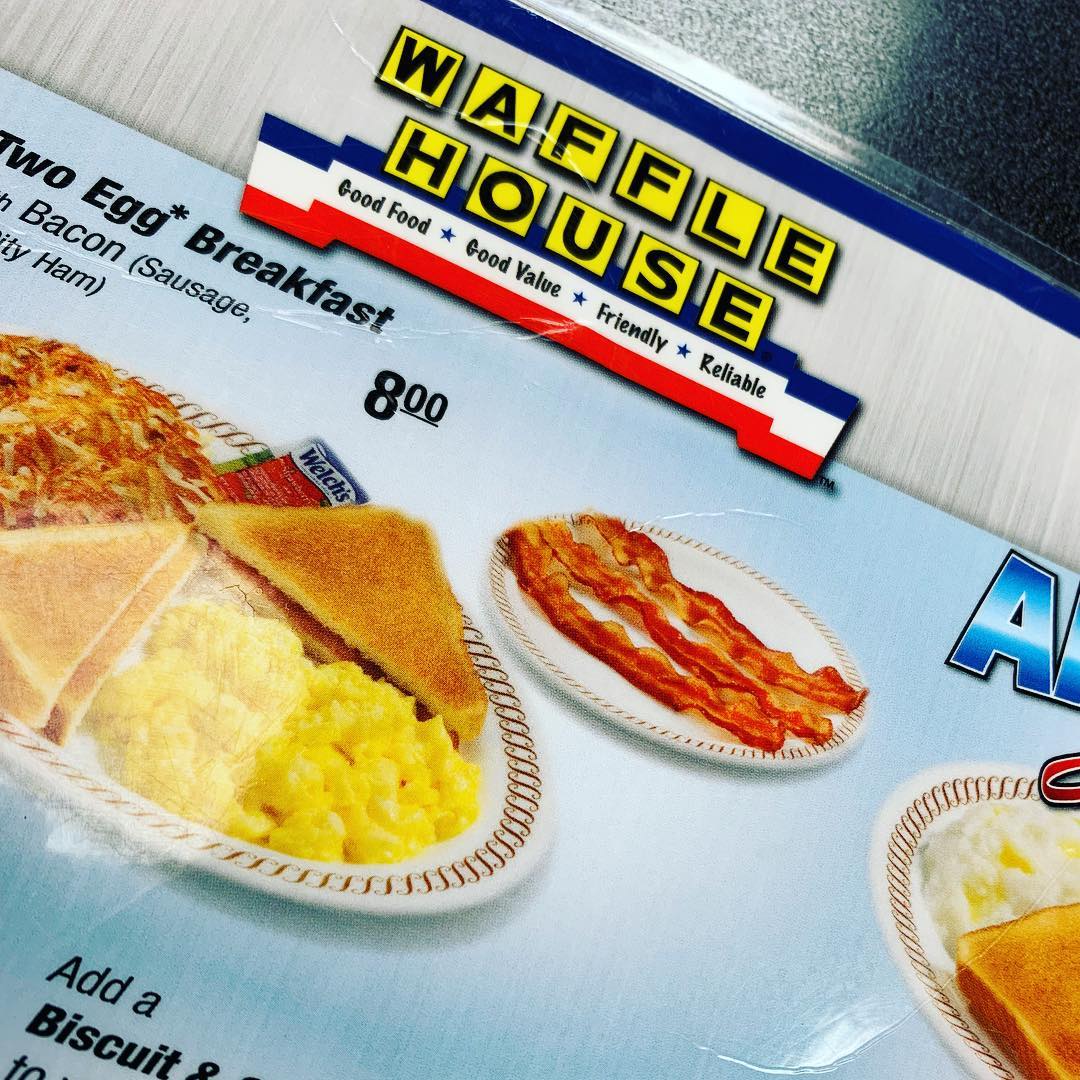 WAFFLE
HOUSE
Good Food ★ Good Value ★ Friendly ★ Reliable
Two Egg* Breakfast
Bacon (Sausage,
Ham)
8.00
Welch's
Add a
Biscuit &
to